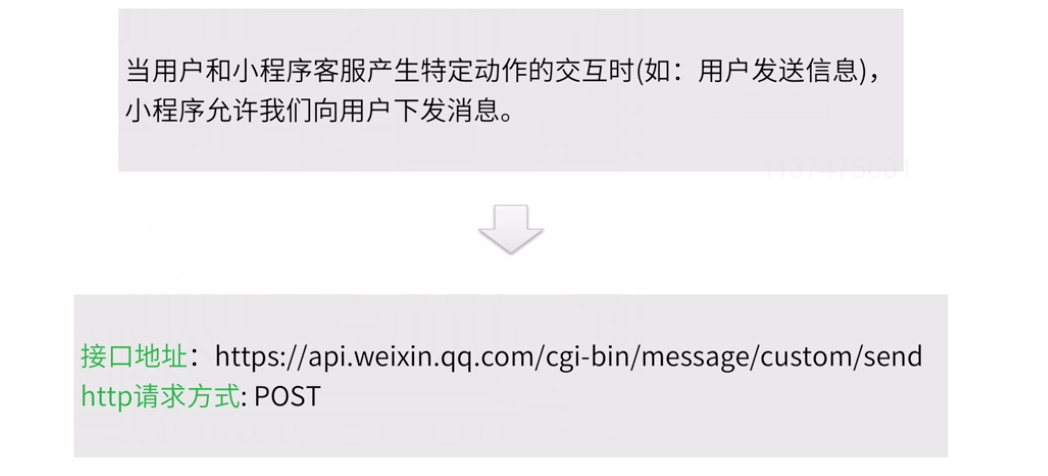 当用户和小程序客服产生特定动作的交互时(如：用户发送信息)，
小程序允许我们向用户下发消息。
接口地址：https://api.weixin.qq.com/cgi-bin/message/custom/send
http请求方式: POST